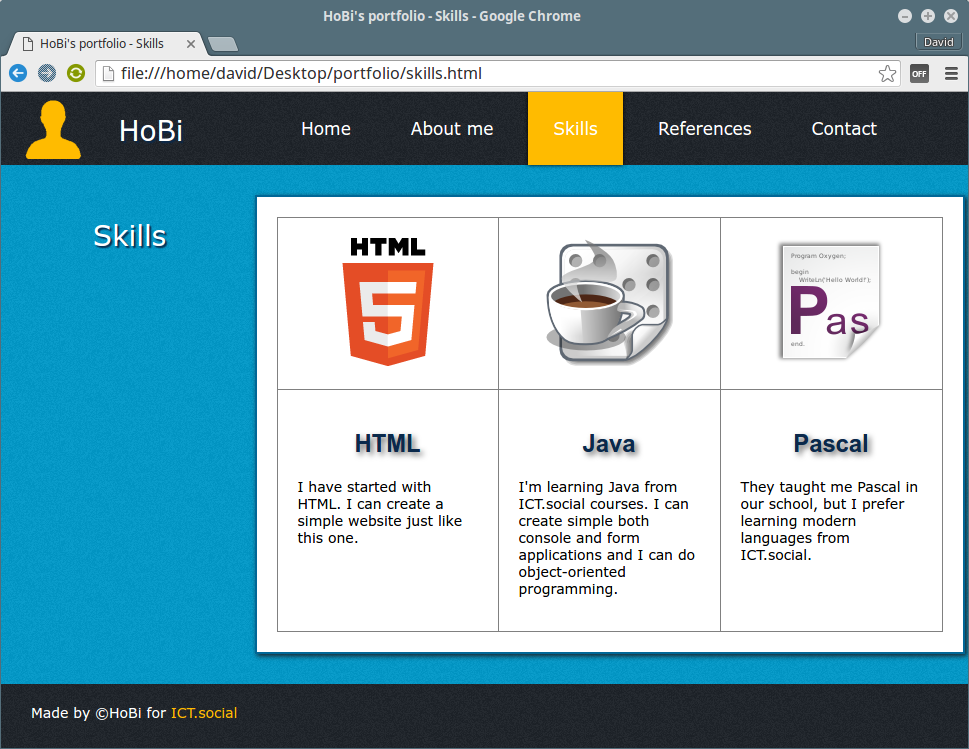 HoBi's portfolio - Skills - Google Chrome
HoBi's portfolio - Skills
David
file:///home/david/Desktop/portfolio/skills.html
OFF
HoBi
Home
About me
Skills
References
Contact
Skills
HTML
5
Program Oxygen;
begin
WriteLn('Hello World!');
Pas
end.
HTML
I have started with
HTML. I can create a
simple website just like
this one.
Java
I'm learning Java from
ICT.social courses. I can
create simple both
console and form
applications and I can do
object-oriented
programming.
Pascal
They taught me Pascal in
our school, but I prefer
learning modern
languages from
ICT.social.
Made by ©HoBi for ICT.social